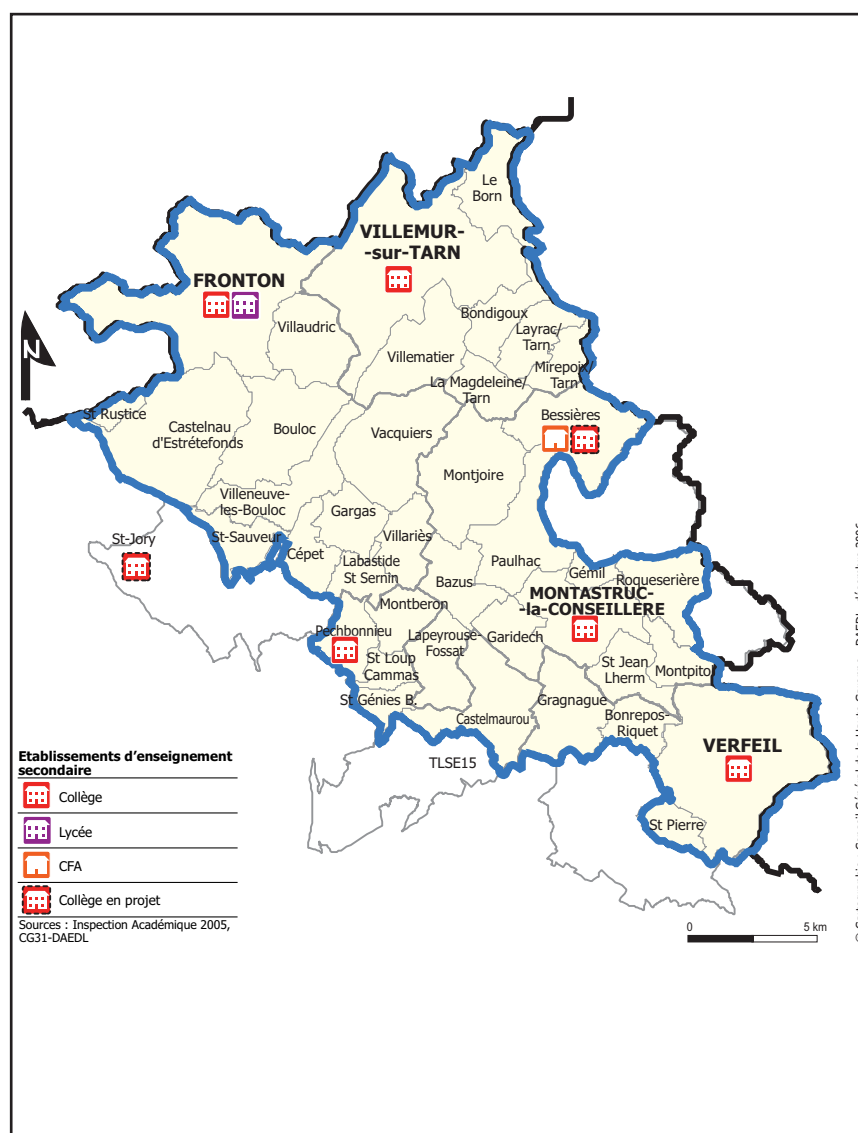 Le
Born
VILLEMUR-
-sur-TARN
FRONTON
Villaudric
Bondigoux
Layrac/
Tarn
Villematier
Mirepoix/
Tarn
La Magdeleine/
Tarn
N
St Rustice
Castelnau
d'Estrétefonds
Bouloc
Vacquiers
Bessières
Montjoire
Villeneuve-
les-Bouloc
Gargas
St-Jory
St-Sauveur
Villariès
Cépet
Labastide
St Sernin
Paulhac
Bazus
Gémil
Roqueserière
MONTASTRUC-
-la-CONSEILLÈRE
Montberon
Pechbonnieu
Lapeyrouse-
Fossat
Garidech
St Loup
Cammas
St Jean
Lherm
Montpitol
St Génies B.
Castelmaurou
Gragnague
Bonrepos-
Riquet
VERFEIL
TLSE15
St Pierre
Etablissements d'enseignement
secondaire
Collège
Lycée
CFA
Collège en projet
Sources : Inspection Académique 2005,
CG31-DAEDL
0 5 km